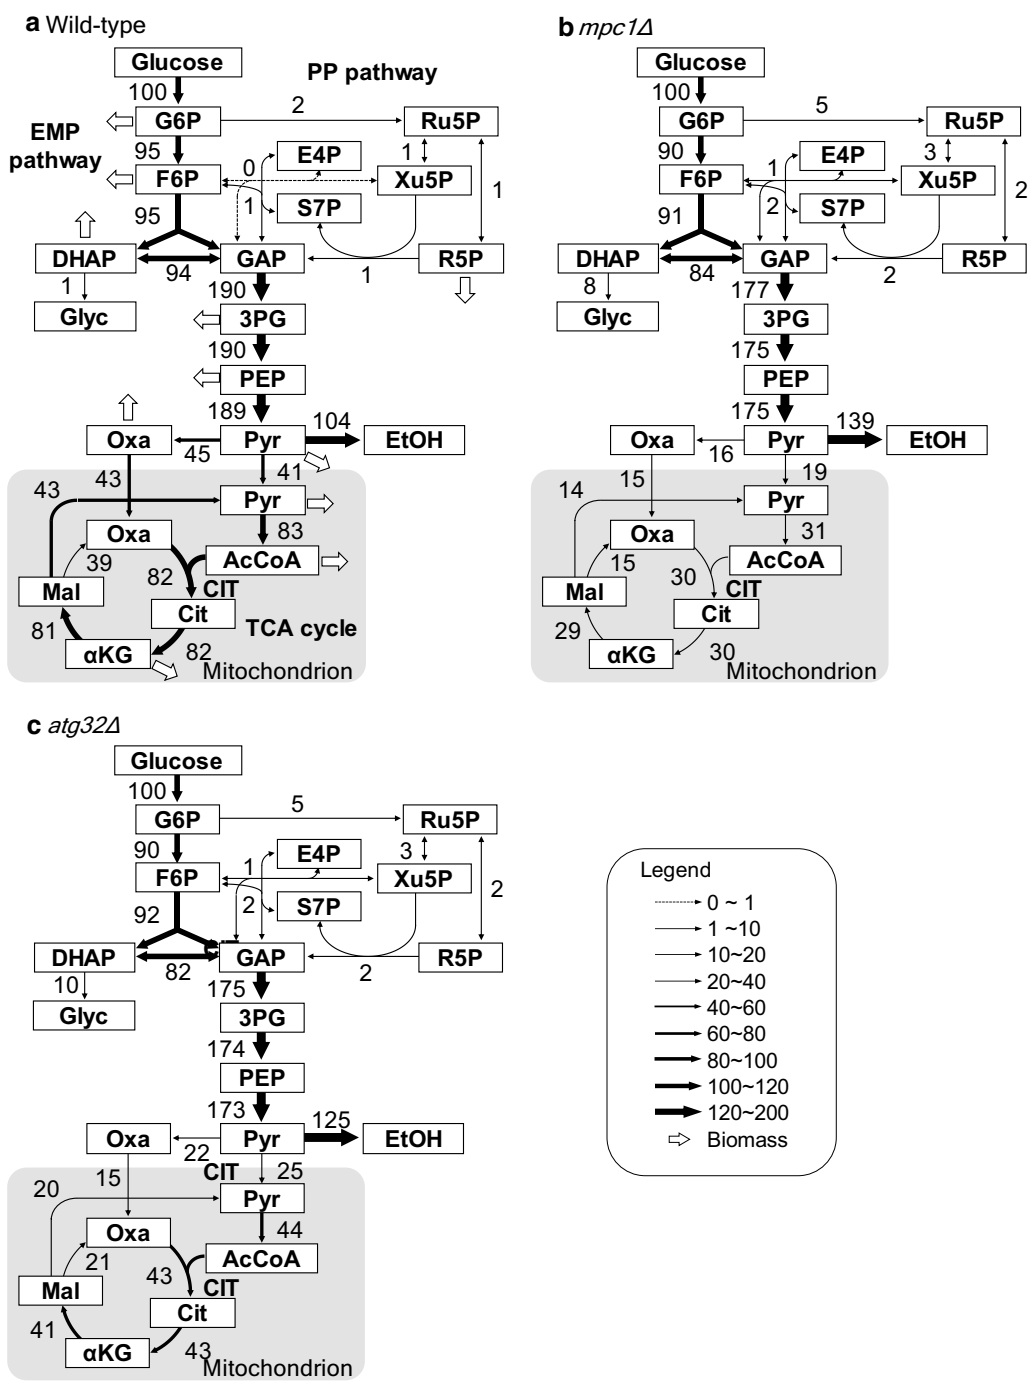 a Wild-type
Glucose
PP pathway
100
2
G6P
Ru5P
EMP
pathway
95
E4P
1
0
F6P
Xu5P
1
S7P
1
95
DHAP
GAP
R5P
94
1
1
190
Glyc
3PG
190
PEP
189
104
Oxa
Pyr
EtOH
45
43
41
43
Pyr
83
Oxa
AcCoA
39
82
CIT
Mal
Cit
81
TCA cycle
αKG
82
Mitochondrion
b mpc1Δ
Glucose
100
5
G6P
Ru5P
90
E4P
3
1
F6P
Xu5P
2
S7P
2
91
DHAP
GAP
R5P
84
2
8
177
Glyc
3PG
175
PEP
175
139
Oxa
Pyr
EtOH
16
15
19
14
Pyr
31
Oxa
AcCoA
15
30
CIT
Mal
Cit
29
αKG
30
Mitochondrion
c atg32Δ
Glucose
100
5
G6P
Ru5P
90
E4P
3
1
F6P
Xu5P
2
S7P
2
92
DHAP
GAP
R5P
82
2
10
175
Glyc
3PG
174
PEP
173
125
Oxa
Pyr
EtOH
22
CIT
15
25
20
Pyr
44
Oxa
AcCoA
21
43
CIT
Mal
Cit
41
αKG
43
Mitochondrion
Legend
0 ~ 1
1 ~10
10~20
20~40
40~60
60~80
80~100
100~120
120~200
Biomass